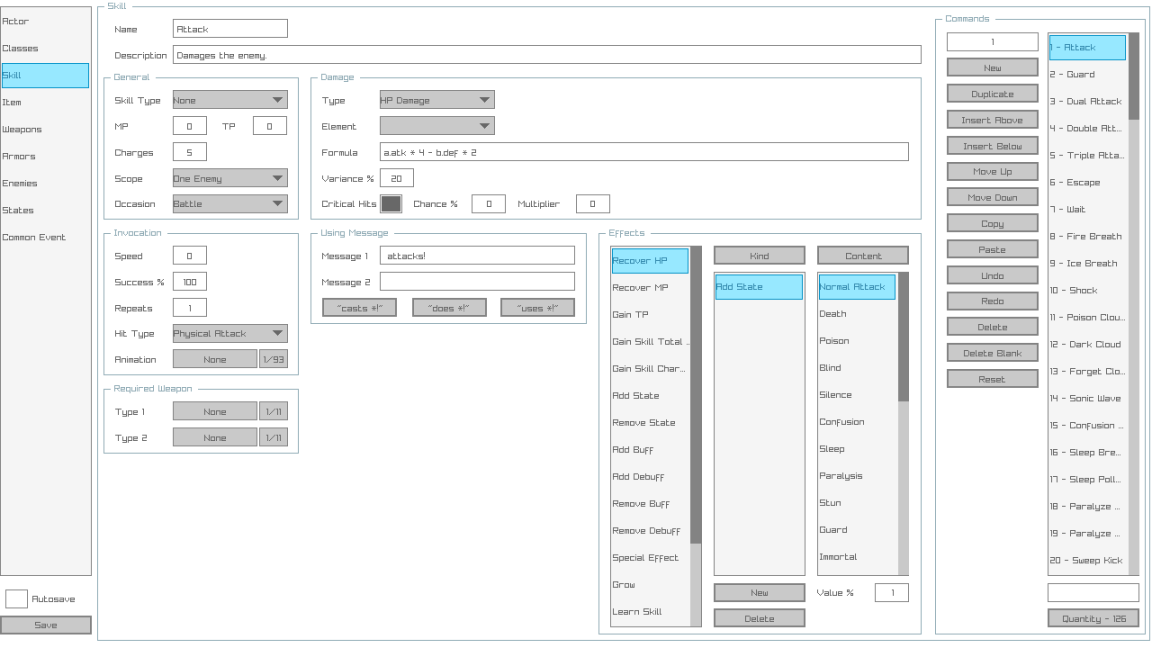 Actor
Classes
Skill
Item
Weapons
Armors
Enemies
States
Common Event
Autosave
Save
Skill
Name Attack
Description Damages the enemy.
General
Skill Type None
MP 0 TP 0
Charges 5
Scope One Enemy
Occasion Battle
Damage
Type HP Damage
Element
Formula a.atk * 4 - b.def * 2
Variance % 20
Critical Hits Chance % 0 Multiplier 0
Invocation
Speed 0
Success % 100
Repeats 1
Hit Type Physical Attack
Animation None 1/93
Required Weapon
Type 1 None 1/11
Type 2 None 1/11
Using Message
Message 1 attacks!
Message 2
"casts *!" "does *!" "uses *!"
Effects
Recover HP
Recover MP
Gain TP
Gain Skill Total ..
Gain Skill Char...
Add State
Remove State
Add Buff
Add Debuff
Remove Buff
Remove Debuff
Special Effect
Grow
Learn Skill
Kind
Add State
New
Delete
Content
Normal Attack
Death
Poison
Blind
Silence
Confusion
Sleep
Paralysis
Stun
Guard
Immortal
Value % 1
Commands
1
New
Duplicate
Insert Above
Insert Below
Move Up
Move Down
Copy
Paste
Undo
Redo
Delete
Delete Blank
Reset
1 - Attack
2 - Guard
3 - Dual Attack
4 - Double Att...
5 - Triple Atta...
6 - Escape
7 - Wait
8 - Fire Breath
9 - Ice Breath
10 - Shock
11 - Poison Clou...
12 - Dark Cloud
13 - Forget Clo...
14 - Sonic Wave
15 - Confusion ...
16 - Sleep Bre...
17 - Sleep Poll...
18 - Paralyze ...
19 - Paralyze ...
20 - Sweep Kick
Quantity - 126